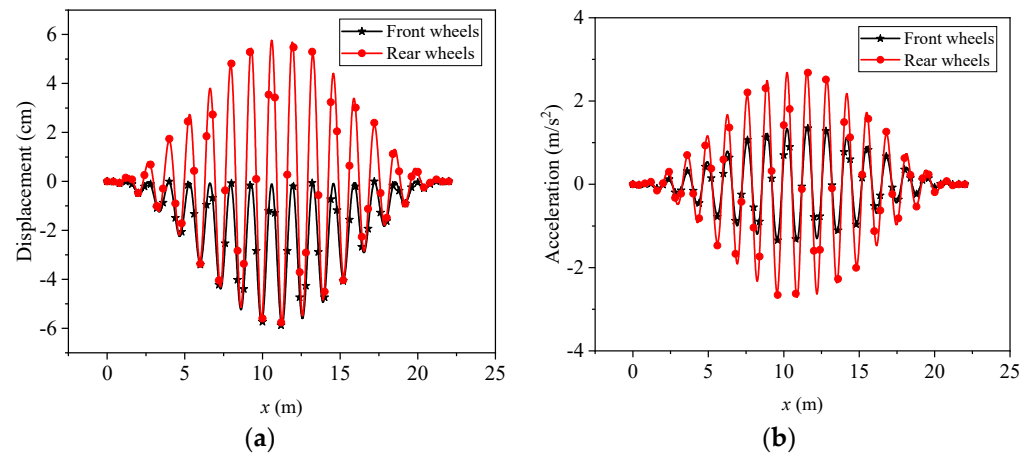 Front wheels
Rear wheels
Displacement (cm)
6
4
2
0
-2
-4
-6
0 5 10 15 20 25
x (m)
(a)
Front wheels
Rear wheels
Acceleration (m/s²)
4
2
0
-2
-4
0 5 10 15 20 25
x (m)
(b)